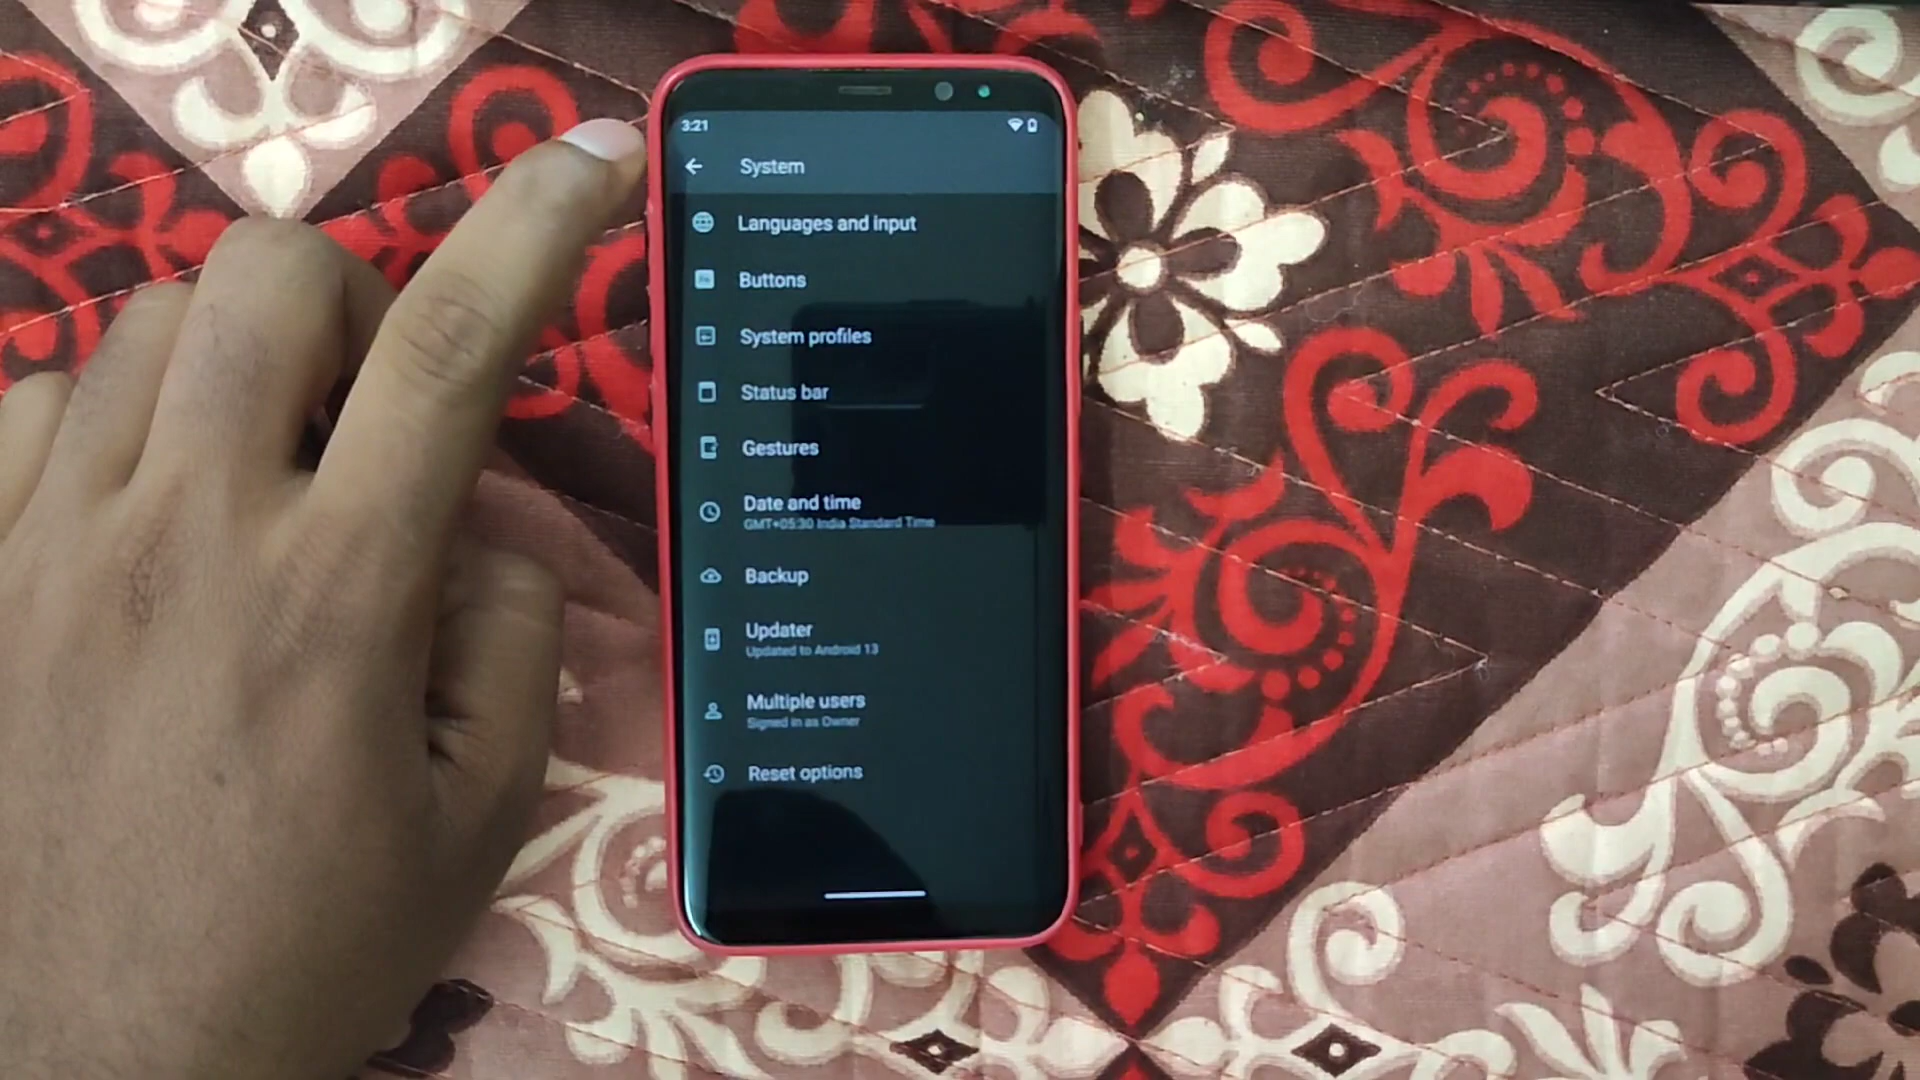 3:21
System
Languages and input
Buttons
System profiles
Status bar
Gestures
Date and time
GMT+05:30 India Standard Time
Backup
Updater
Updated to Android 13
Multiple users
Signed in as Owner
Reset options